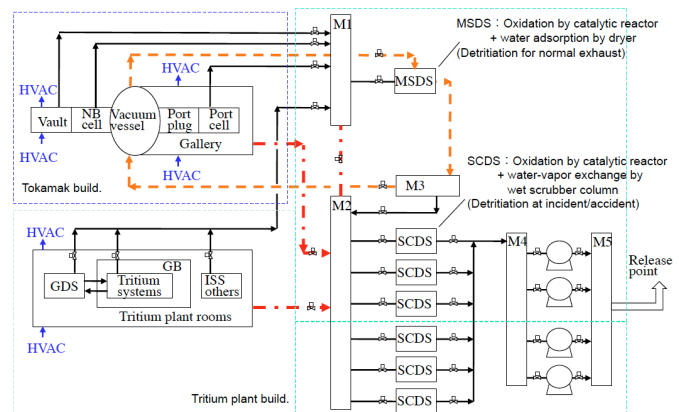 M1
MSDS : Oxidation by catalytic reactor
+ water adsorption by dryer
(Detritiation for normal exhaust)
HVAC
HVAC
MSDS
Vault
NB
cell
Vacuum
vessel
Port
plug
Port
cell
Gallery
HVAC
HVAC
Tokamak build.
SCDS : Oxidation by catalytic reactor
+ water-vapor exchange by
wet scrubber column
(Detritiation at incident/accident)
M3
M2
HVAC
GDS
GB
Tritium
systems
ISS
others
Tritium plant rooms
HVAC
SCDS
SCDS
SCDS
SCDS
SCDS
SCDS
M4
M5
Release
point
Tritium plant build.